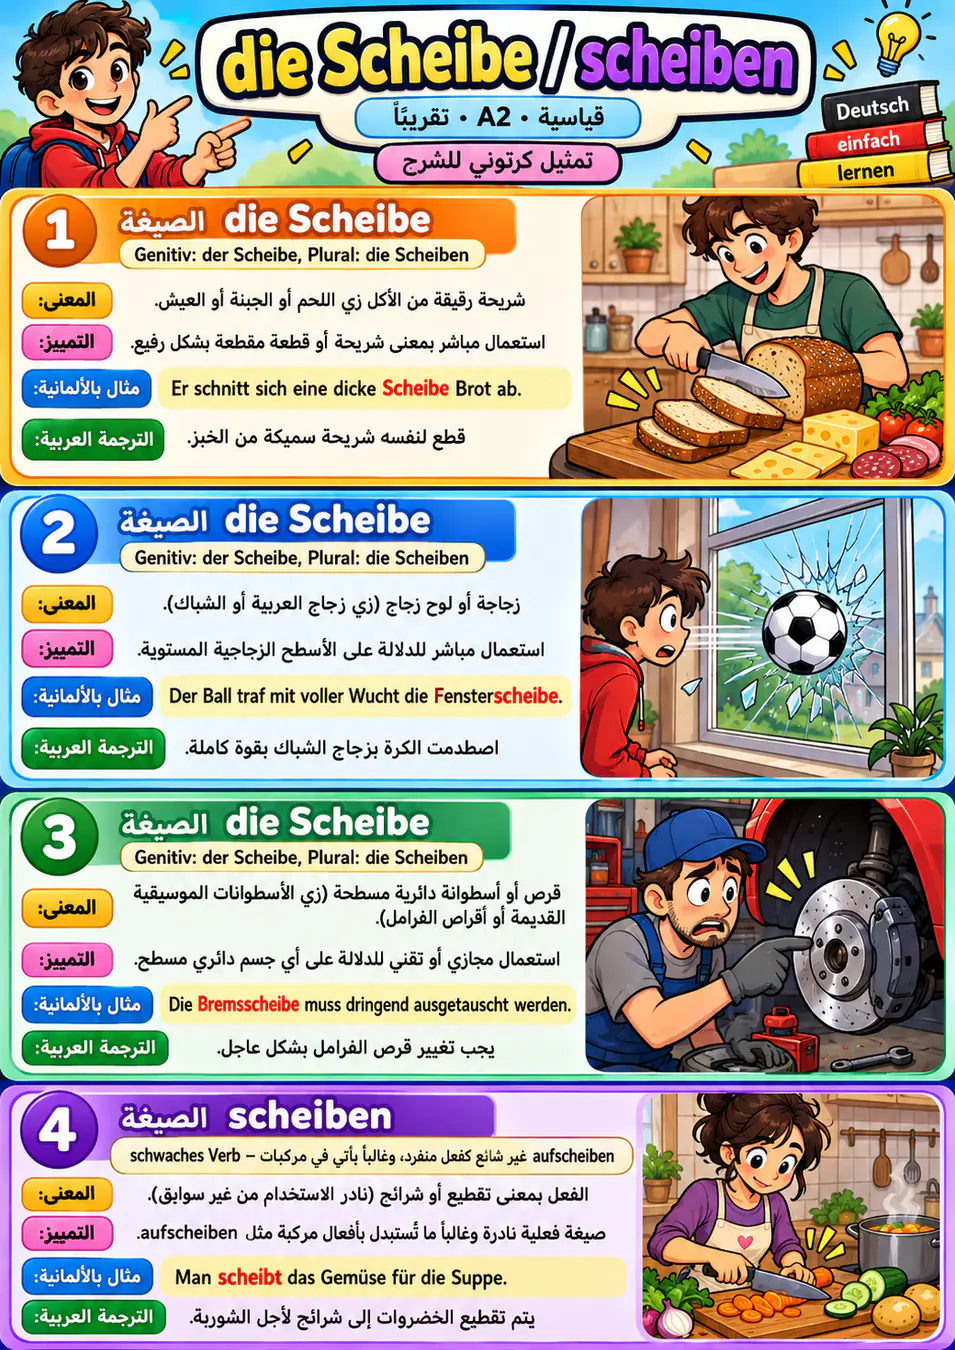 die Scheibe / scheiben
قياسية • A2 • تقريبًا
تمثيل كرتوني للشرح
Deutsch
einfach
lernen
1
الصيغة die Scheibe
Genitiv: der Scheibe, Plural: die Scheiben
المعنى: شريحة رقيقة من الأكل زي اللحم أو الجبنة أو العيش.
التمييز: استعمال مباشر بمعنى شريحة أو قطعة مقطعة بشكل رفيع.
مثال بالألمانية: Er schnitt sich eine dicke Scheibe Brot ab.
الترجمة العربية: قطع لنفسه شريحة سميكة من الخبز.
2
الصيغة die Scheibe
Genitiv: der Scheibe, Plural: die Scheiben
المعنى: زجاجة أو لوح زجاج (زي زجاج العربية أو الشباك).
التمييز: استعمال مباشر للدلالة على الأسطح الزجاجية المستوية.
مثال بالألمانية: Der Ball traf mit voller Wucht die Fensterscheibe.
الترجمة العربية: اصطدمت الكرة بزجاج الشباك بقوة كاملة.
3
الصيغة die Scheibe
Genitiv: der Scheibe, Plural: die Scheiben
المعنى: قرص أو أسطوانة دائرية مسطحة (زي الأسطوانات الموسيقية
القديمة أو أقراص الفرامل).
التمييز: استعمال مجازي أو تقني للدلالة على أي جسم دائري مسطح.
مثال بالألمانية: Die Bremsscheibe muss dringend ausgetauscht werden.
الترجمة العربية: يجب تغيير قرص الفرامل بشكل عاجل.
4
الصيغة scheiben
schwaches Verb – غير شائع كفعل منفرد، وغالباً يأتي في مركبات aufscheiben
المعنى: الفعل بمعنى تقطيع أو شرائح (نادر الاستخدام من غير سوابق).
التمييز: صيغة فعلية نادرة وغالباً ما تُستبدل بأفعال مركبة مثل aufscheiben.
مثال بالألمانية: Man scheibt das Gemüse für die Suppe.
الترجمة العربية: يتم تقطيع الخضروات إلى شرائح لأجل الشوربة.